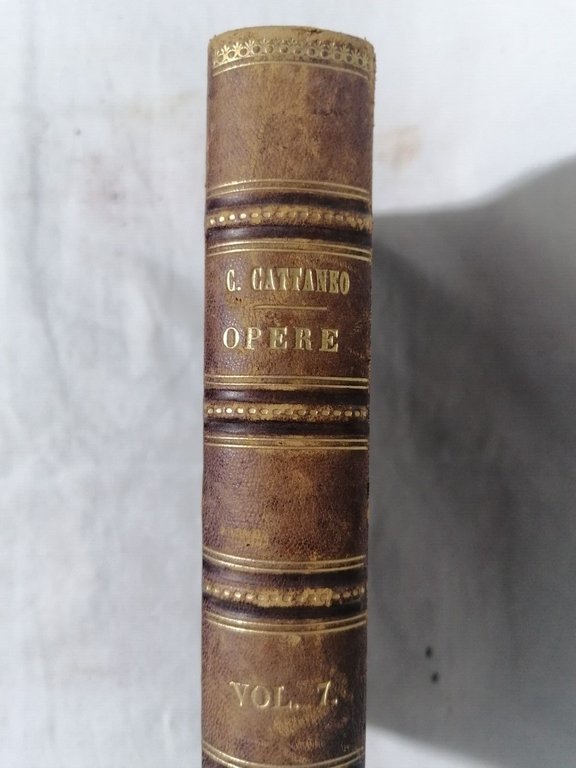 C. CATTANEO
OPERE
VOL. 7.